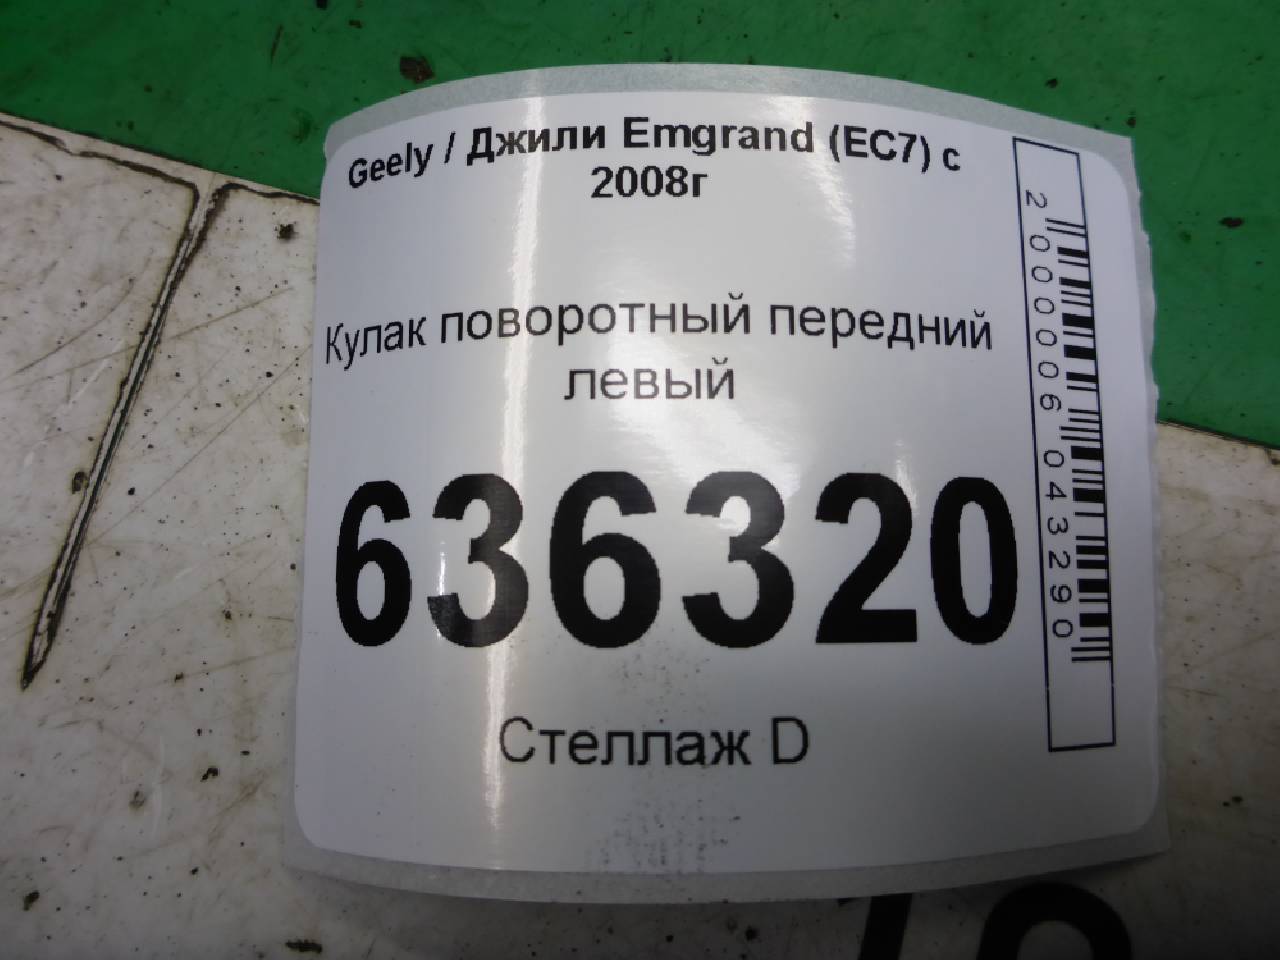 Geely / Джили Emgrand (EC7) с
2008г
Кулак поворотный передний
левый
636320
Стеллаж D
2000006043290